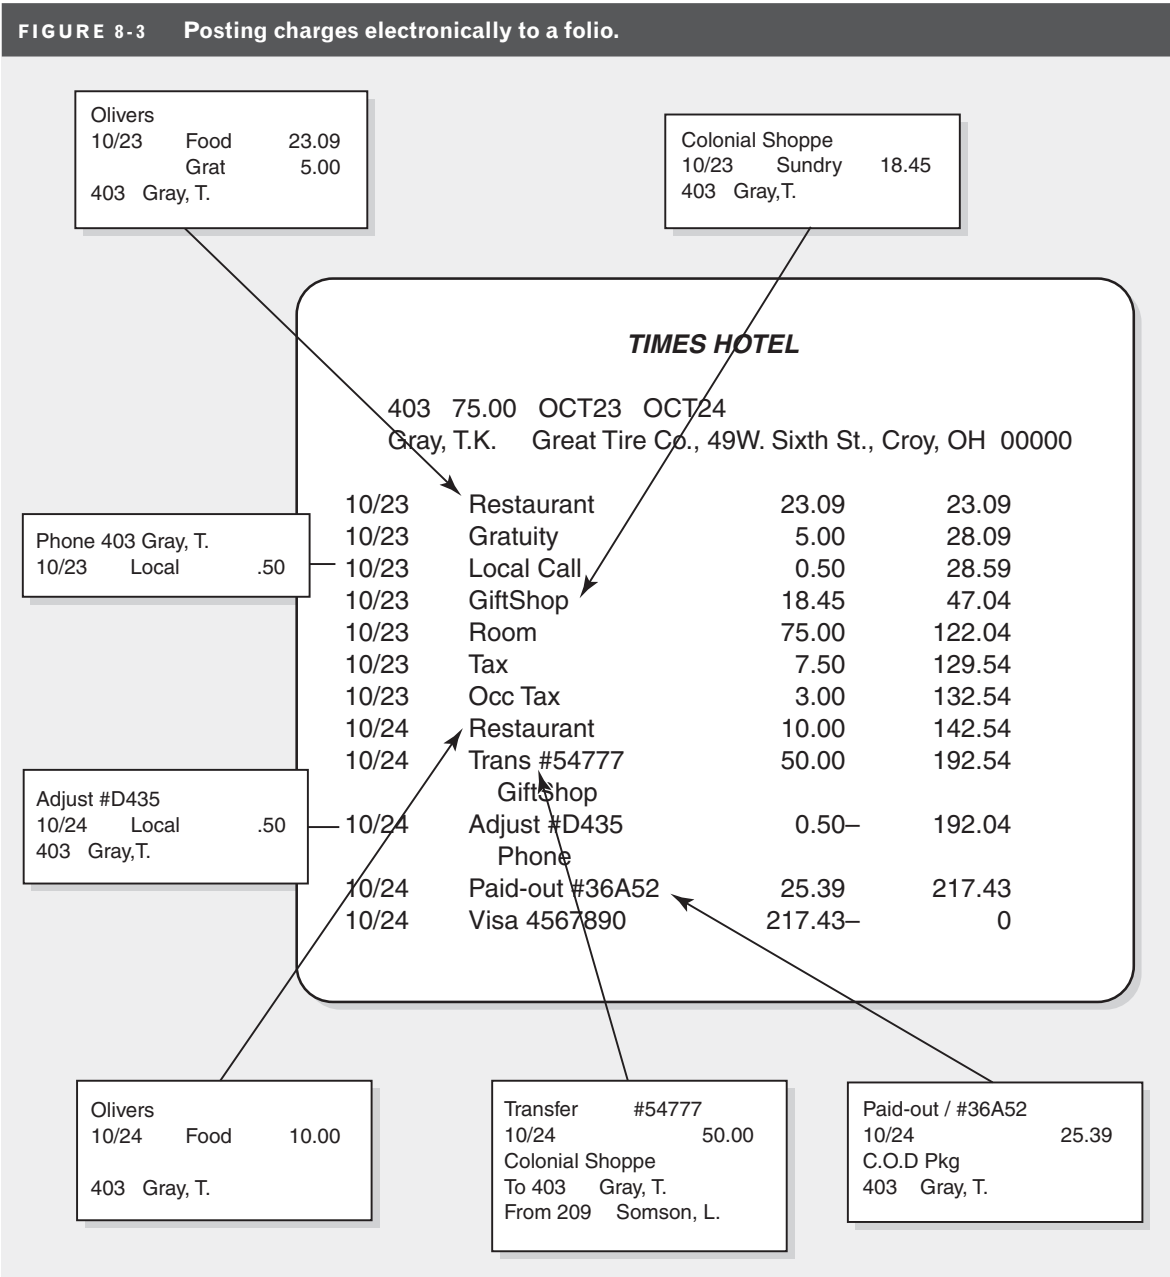 FIGURE 8-3 Posting charges electronically to a folio.
Olivers
10/23 Food 23.09
Grat 5.00
403 Gray, T.
Colonial Shoppe
10/23 Sundry 18.45
403 Gray,T.
TIMES HOTEL
403 75.00 OCT23 OCT24
Gray, T.K. Great Tire Co., 49W. Sixth St., Croy, OH 00000
10/23 Restaurant 23.09 23.09
10/23 Gratuity 5.00 28.09
10/23 Local Call 0.50 28.59
10/23 GiftShop 18.45 47.04
10/23 Room 75.00 122.04
10/23 Tax 7.50 129.54
10/23 Occ Tax 3.00 132.54
10/24 Restaurant 10.00 142.54
10/24 Trans #54777 50.00 192.54
GiftShop
10/24 Adjust #D435 0.50– 192.04
Phone
10/24 Paid-out #36A52 25.39 217.43
10/24 Visa 4567890 217.43– 0
Phone 403 Gray, T.
10/23 Local .50
Adjust #D435
10/24 Local .50
403 Gray,T.
Olivers
10/24 Food 10.00
403 Gray, T.
Transfer #54777
10/24 50.00
Colonial Shoppe
To 403 Gray, T.
From 209 Somson, L.
Paid-out / #36A52
10/24 25.39
C.O.D Pkg
403 Gray, T.